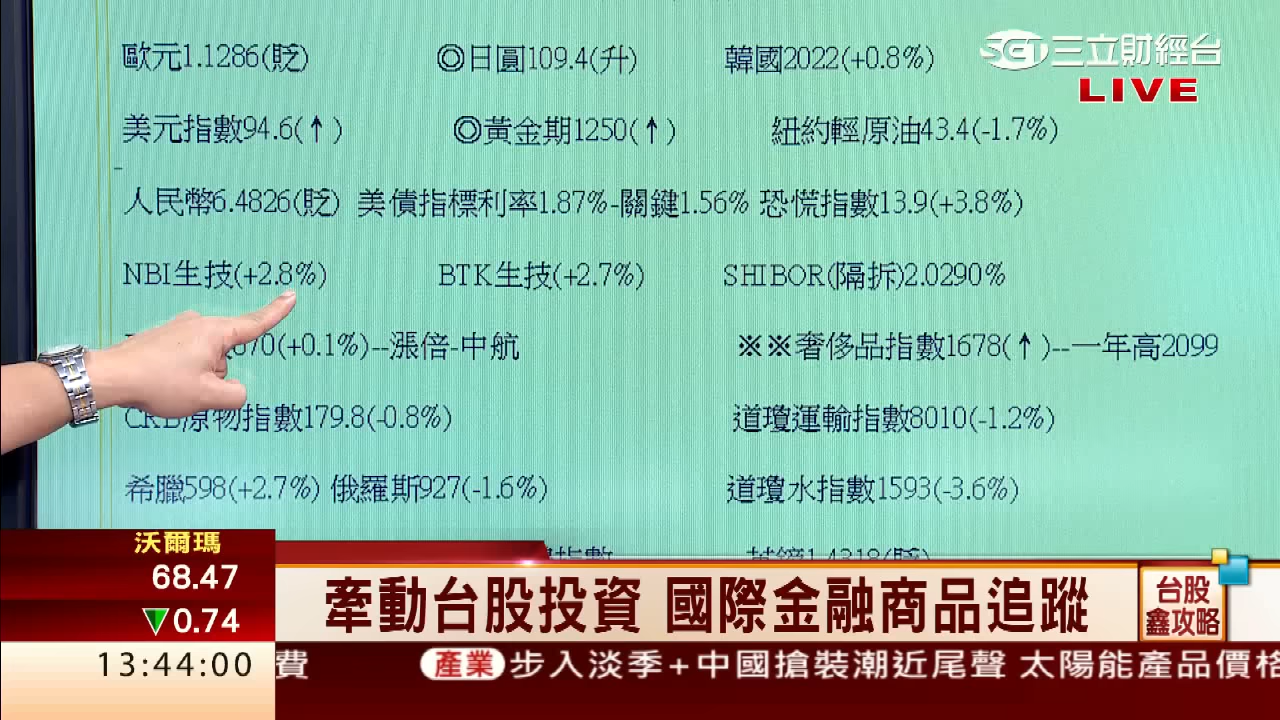 歐元1.1286(貶) ◎日圓109.4(升) 韓國2022(+0.8%)
SET 三立財經台
LIVE
美元指數94.6(↑) ◎黃金期1250(↑) 紐約輕原油43.4(-1.7%)
人民幣6.4826(貶) 美債指標利率1.87%-關鍵1.56% 恐慌指數13.9(+3.8%)
NBI生技(+2.8%) BTK生技(+2.7%) SHIBOR(隔拆)2.0290%
670(+0.1%)--漲倍-中航 ※※奢侈品指數1678(↑)--一年高2099
CRB原物指數179.8(-0.8%) 道瓊運輸指數8010(-1.2%)
希臘598(+2.7%) 俄羅斯927(-1.6%) 道瓊水指數1593(-3.6%)
指數 英鎊1.4318(貶)
沃爾瑪
68.47
▼0.74
牽動台股投資 國際金融商品追蹤
台股
鑫攻略
13:44:00
費 產業 步入淡季+中國搶裝潮近尾聲 太陽能產品價格